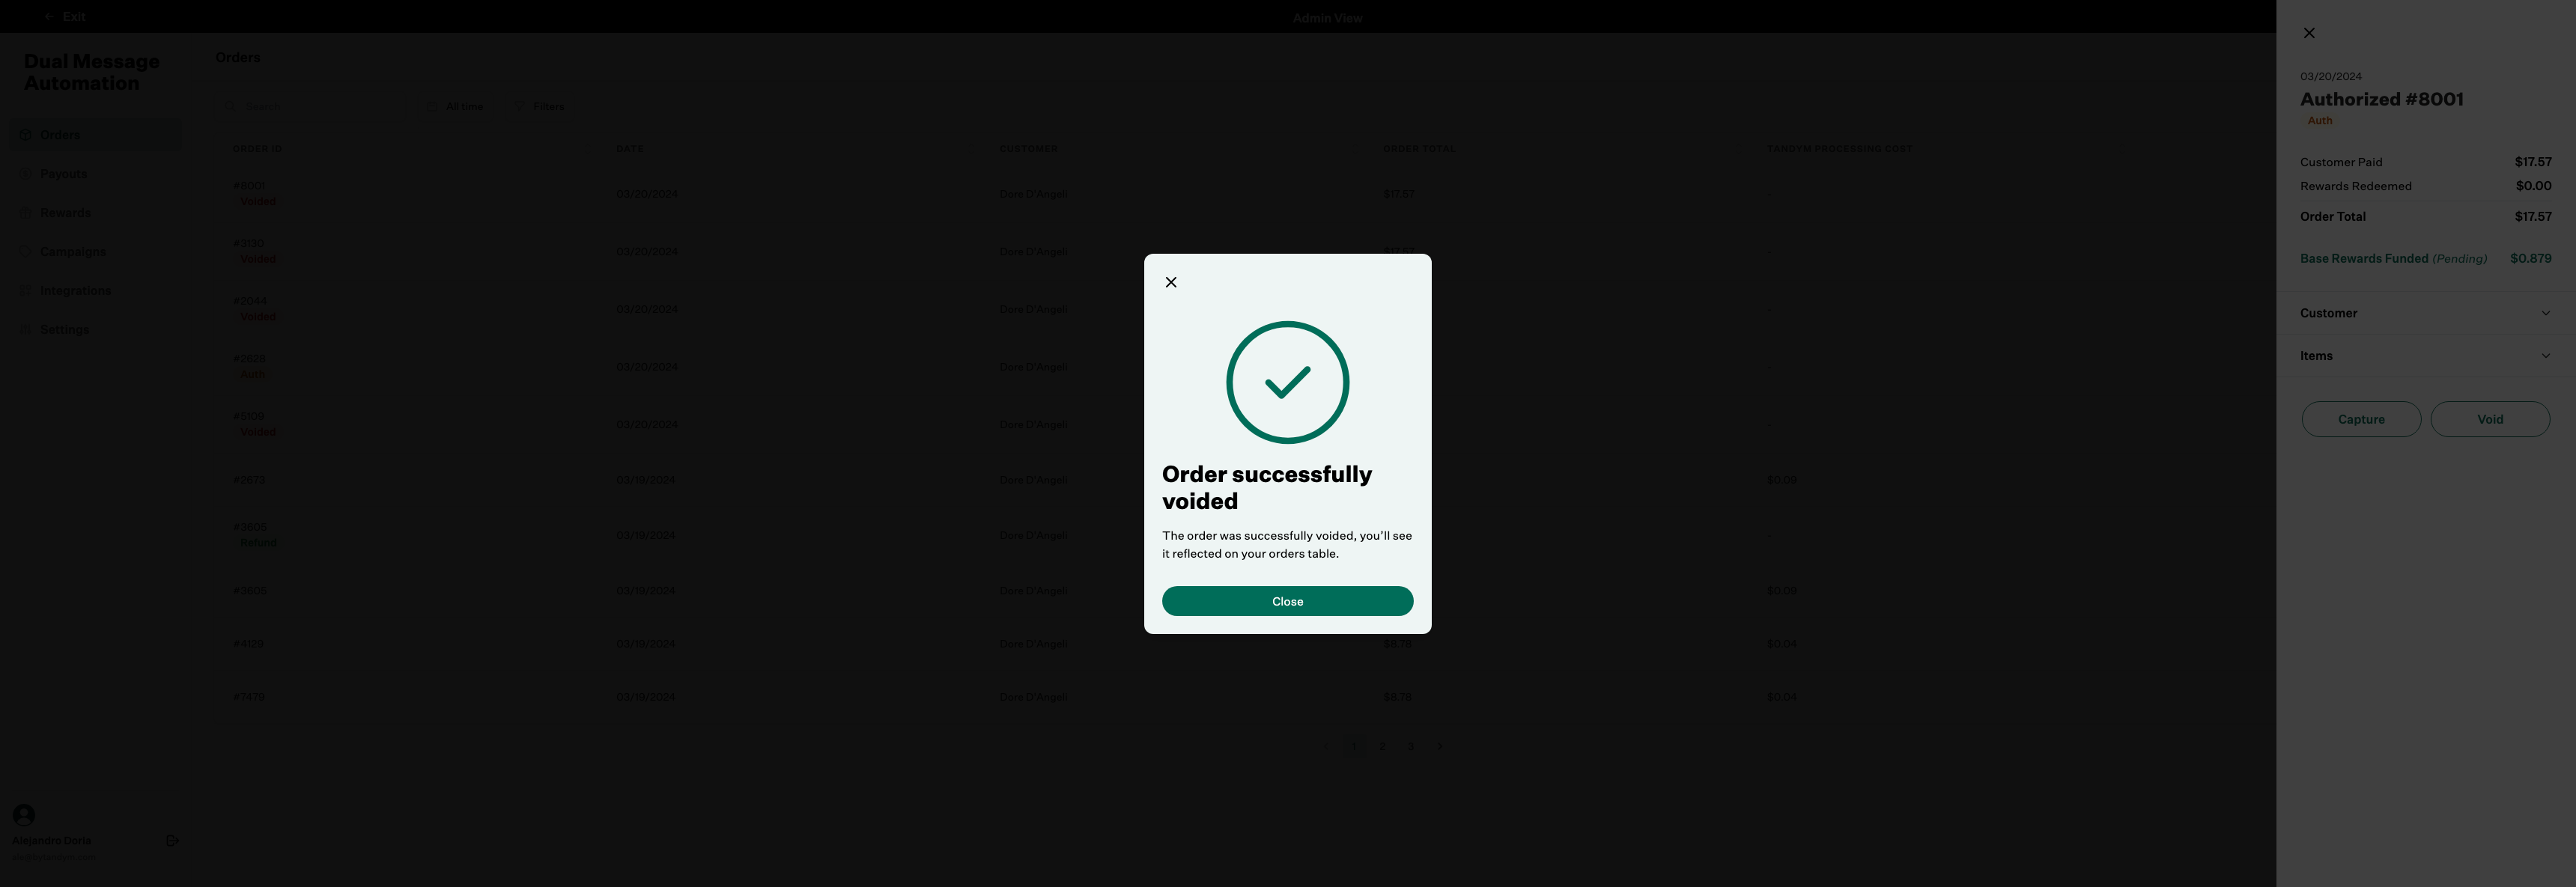 Exit
Admin View
Dual Message
Automation
Orders
Payouts
Rewards
Campaigns
Integrations
Settings
Alejandro Doria
Orders
Search
All time
Filters
ORDER ID DATE CUSTOMER ORDER TOTAL TANDYM PROCESSING COST
#8001 03/20/2024 Dore D'Angeli $17.57 -
Voided
#3130 03/20/2024 Dore D'Angeli $17.57 -
Voided
#2044 03/20/2024 Dore D'Angeli -
Voided
03/20/2024 Dore D'Angeli -
Auth
#5109 03/20/2024 Dore D'Angeli -
Voided
#2673 03/19/2024 Dore D'Angeli $0.09
#3605 03/19/2024 Dore D'Angeli -
Refund
#3605 03/19/2024 Dore D'Angeli $0.09
#4129 03/19/2024 Dore D'Angeli $8.78 $0.04
#7479 03/19/2024 Dore D'Angeli $8.78 $0.04
1 2 3
Order successfully
voided
The order was successfully voided, you'll see
it reflected on your orders table.
Close
03/20/2024
Authorized #8001
Auth
Customer Paid $17.57
Rewards Redeemed $0.00
Order Total $17.57
Base Rewards Funded (Pending) $0.879
Customer
Items
Capture
Void